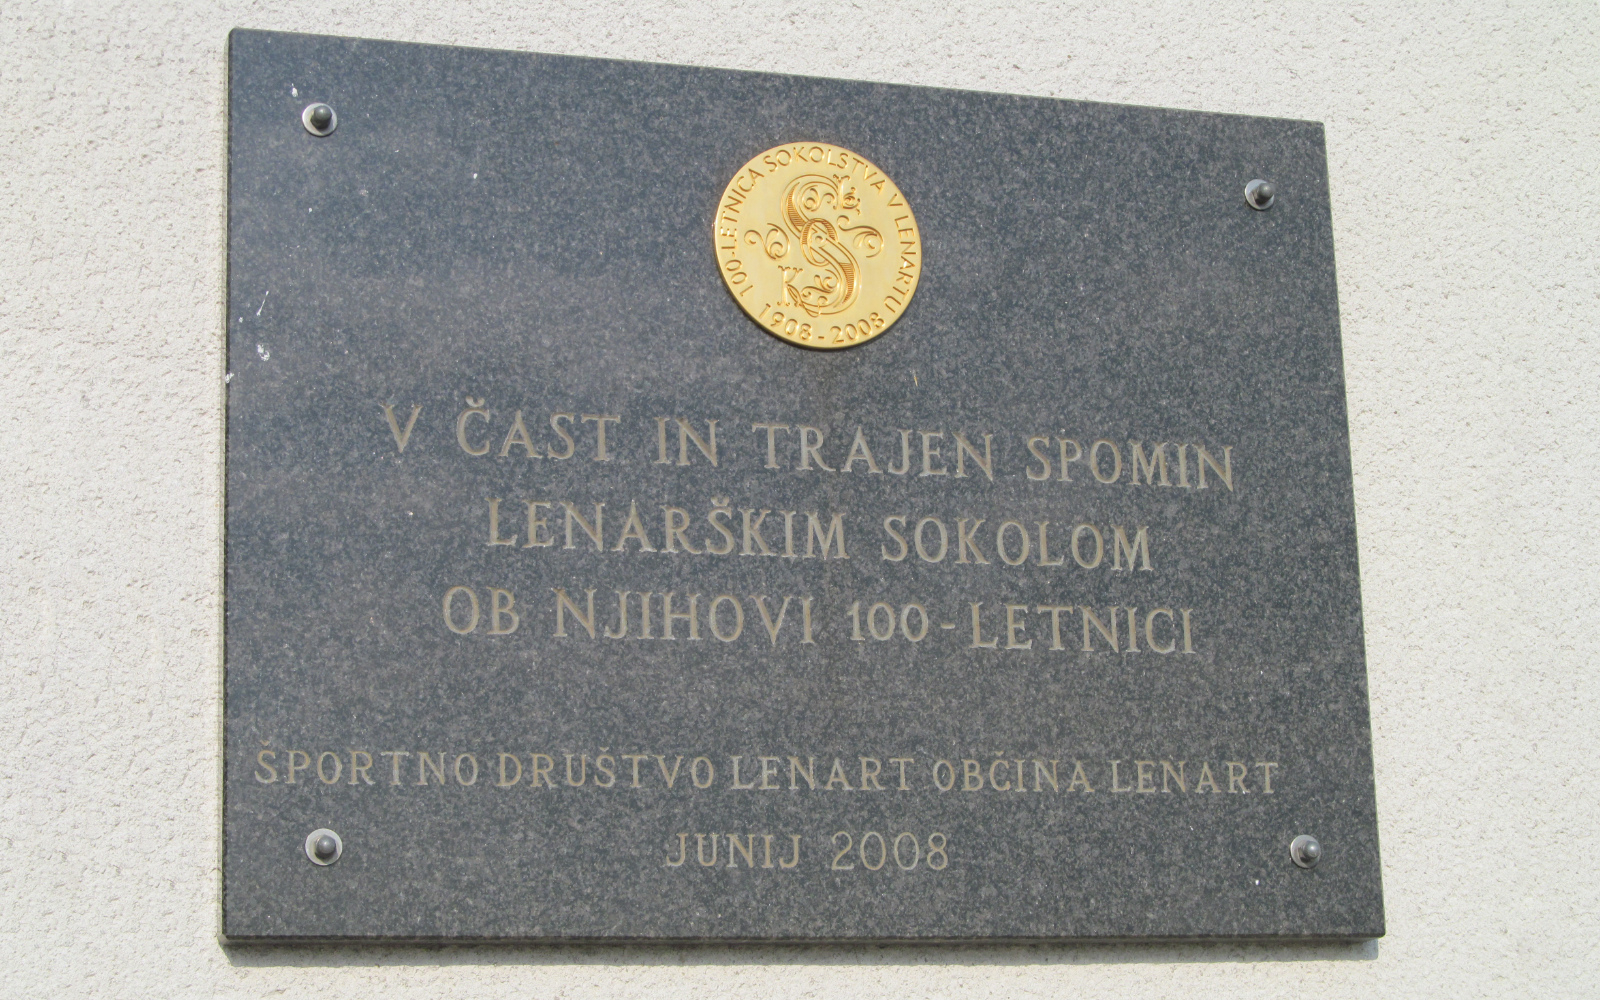 100-LETNICA SOKOLSTVA V LENARTU
1908 - 2008
V ČAST IN TRAJEN SPOMIN
LENARŠKIM SOKOLOM
OB NJIHOVI 100-LETNICI
ŠPORTNO DRUŠTVO LENART OBČINA LENART
JUNIJ 2008